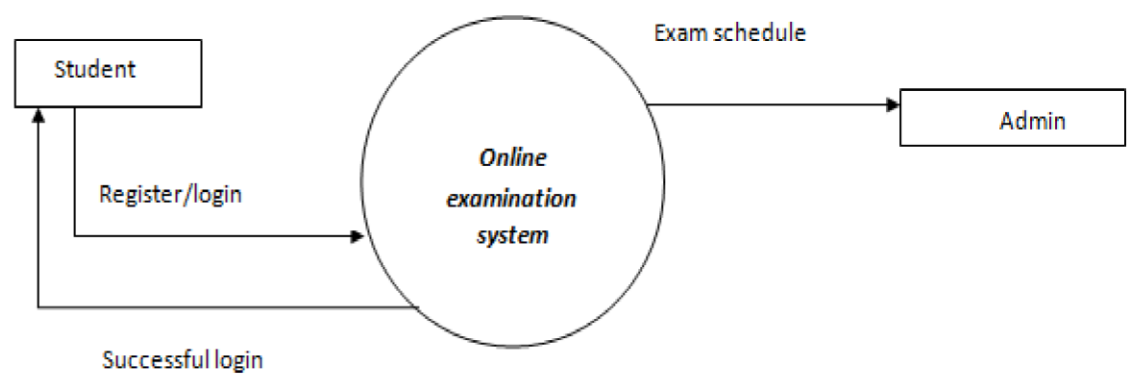 Exam schedule
Student
Admin
Online
examination
system
Register/login
Successful login